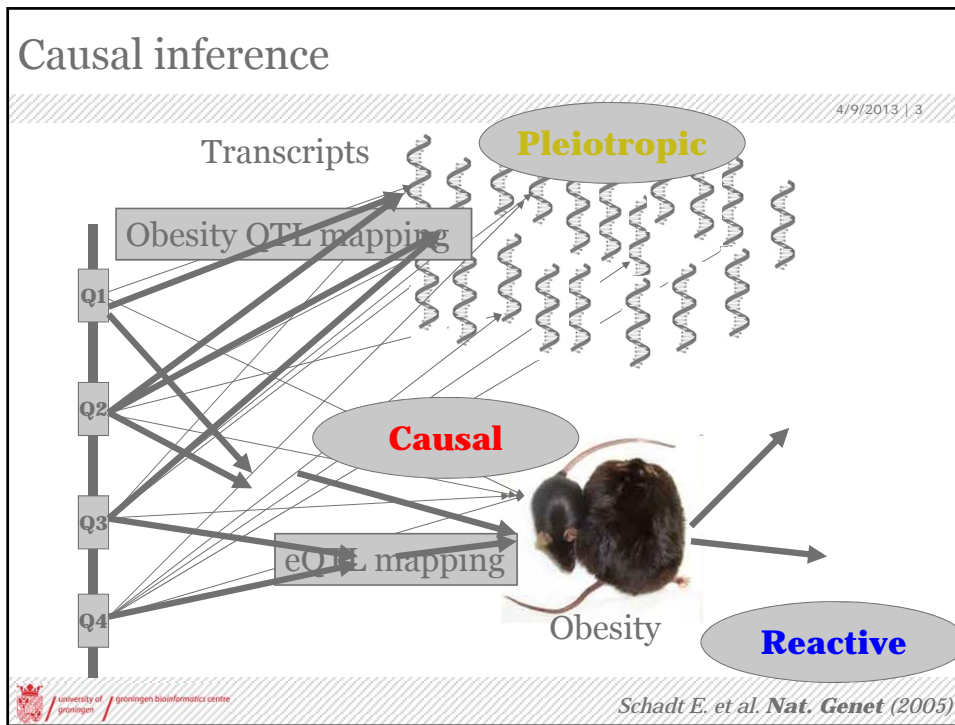 Causal inference
4/9/2013 | 3
Transcripts
Pleiotropic
Obesity QTL mapping
Q1
Q2
Causal
Q3
eQTL mapping
Q4
Obesity
Reactive
university of groningen
groningen bioinformatics centre
Schadt E. et al. Nat. Genet (2005)